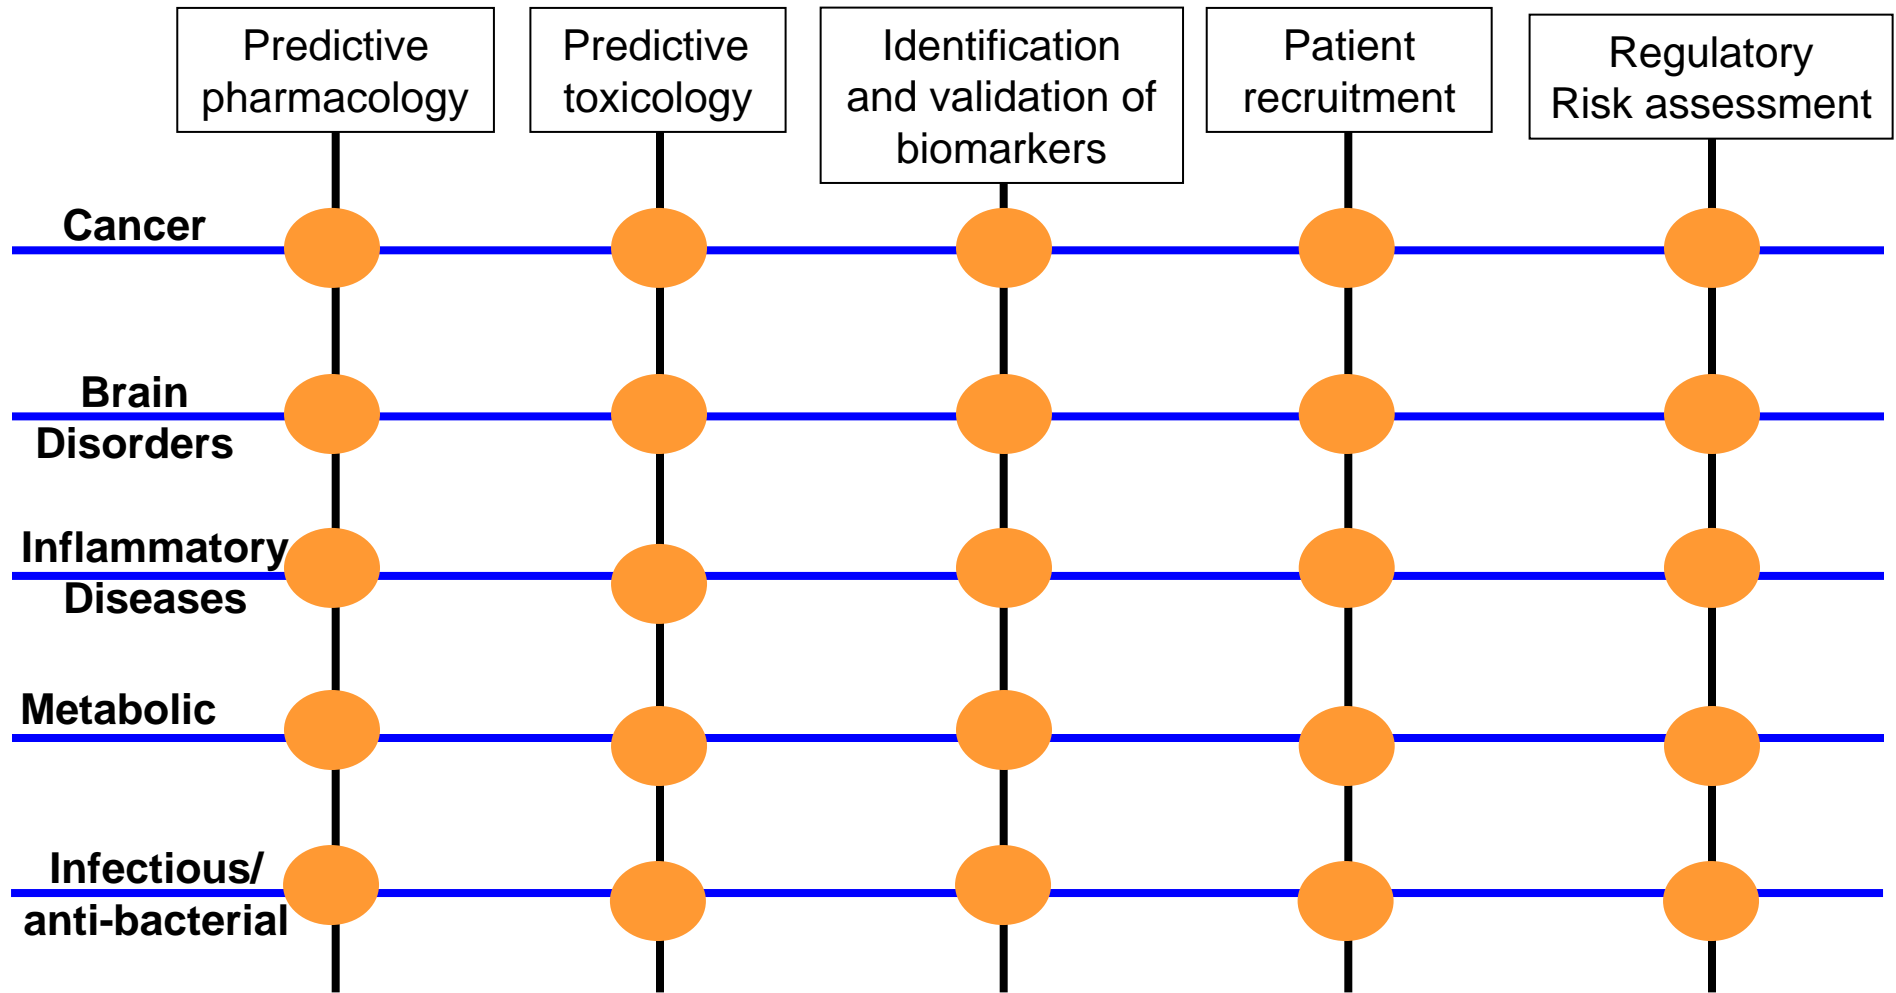 Predictive
pharmacology
Predictive
toxicology
Identification
and validation of
biomarkers
Patient
recruitment
Regulatory
Risk assessment
Cancer
Brain
Disorders
Inflammatory
Diseases
Metabolic
Infectious/
anti-bacterial